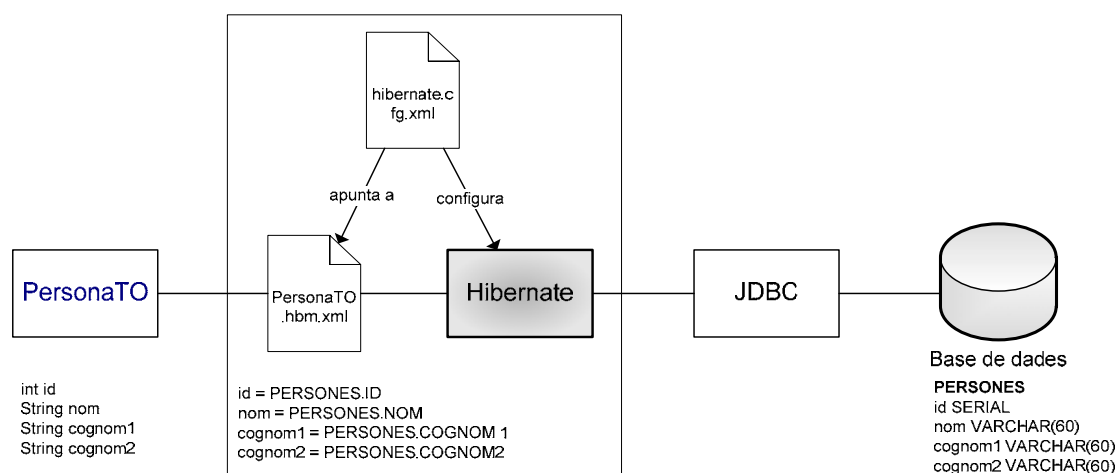 hibernate.c
fg.xml
apunta a
configura
PersonaTO
PersonaTO
.hbm.xml
Hibernate
JDBC
Base de dades
int id
String nom
String cognom1
String cognom2
id = PERSONES.ID
nom = PERSONES.NOM
cognom1 = PERSONES.COGNOM 1
cognom2 = PERSONES.COGNOM2
PERSONES
id SERIAL
nom VARCHAR(60)
cognom1 VARCHAR(60)
cognom2 VARCHAR(60)